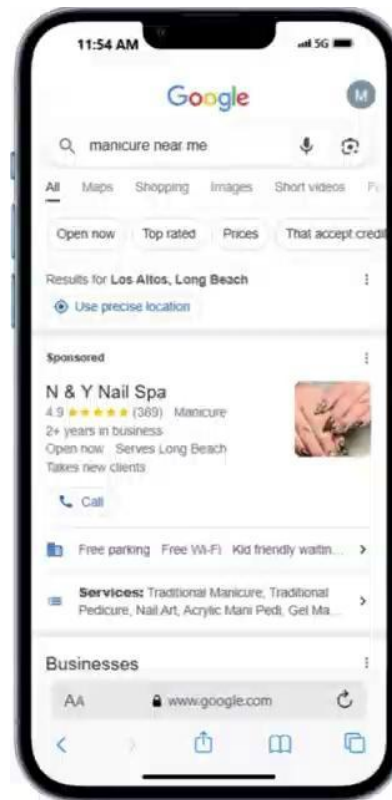 11:54 AM 5G
Google
M
manicure near me
All Maps Shopping Images Short videos
Open now Top rated Prices That accept credit
Results for Los Altos, Long Beach
Use precise location
Sponsored
N & Y Nail Spa
4.9 ★★★★★ (369) Manicure
2+ years in business
Open now Serves Long Beach
Takes new clients
Call
Free parking Free Wi-Fi Kid friendly waitin...
Services: Traditional Manicure, Traditional
Pedicure, Nail Art, Acrylic Mani Pedi, Gel Ma...
Businesses
AA www.google.com